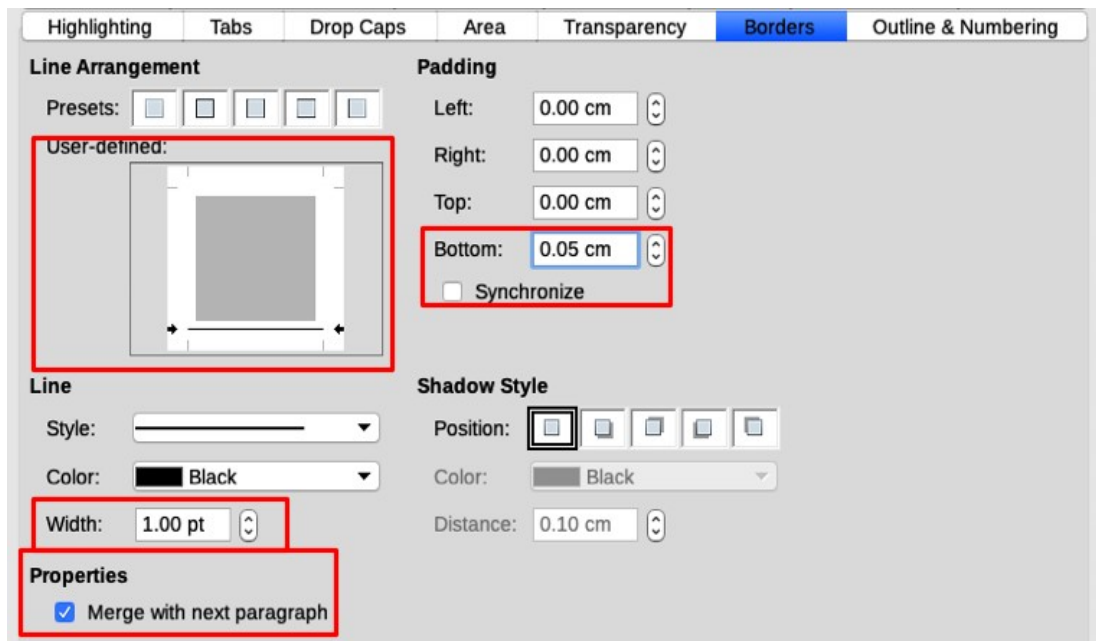 Highlighting Tabs Drop Caps Area Transparency Borders Outline & Numbering
Line Arrangement
Presets:
User-defined:
Padding
Left: 0.00 cm
Right: 0.00 cm
Top: 0.00 cm
Bottom: 0.05 cm
Synchronize
Line
Style:
Color: Black
Width: 1.00 pt
Shadow Style
Position:
Color: Black
Distance: 0.10 cm
Properties
Merge with next paragraph